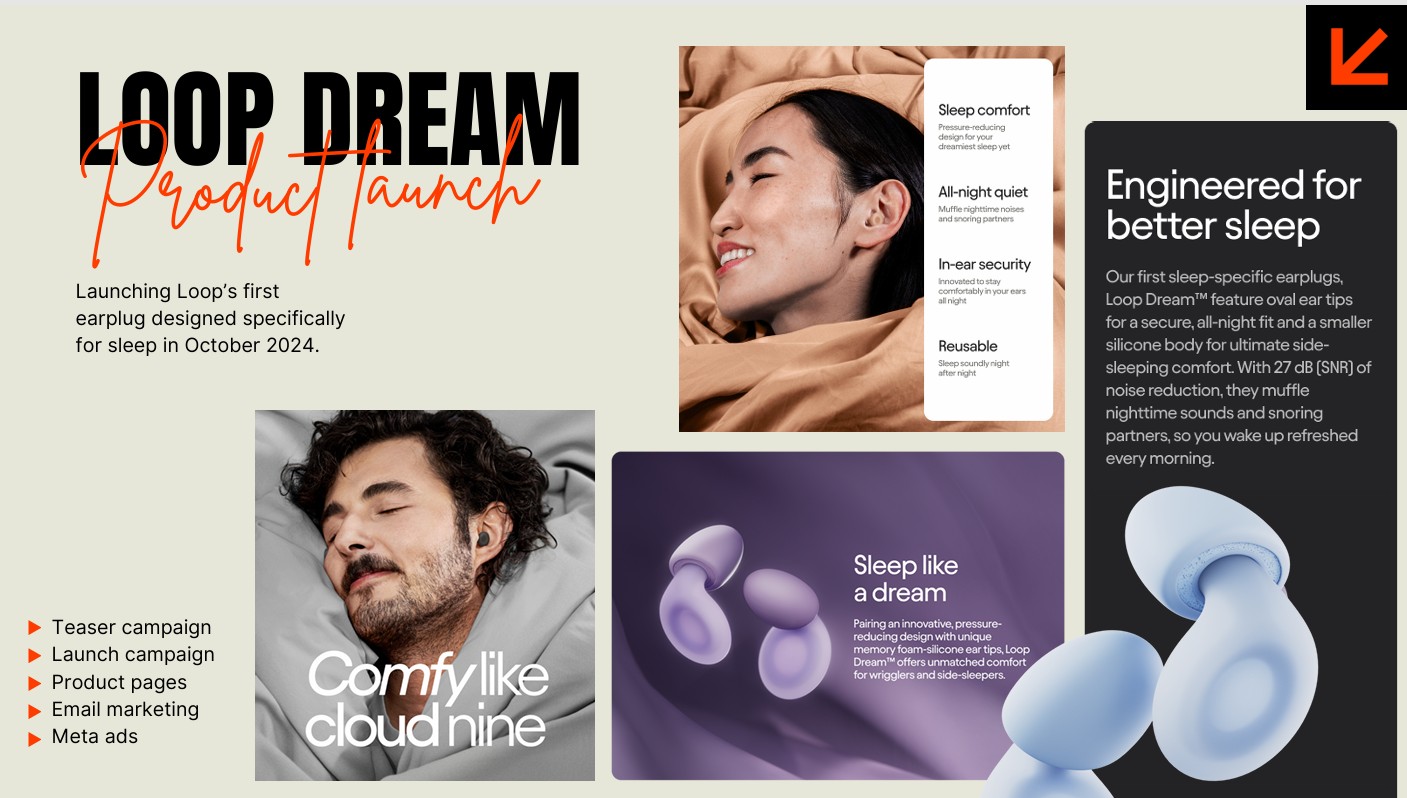 LOOP DREAM
Product launch
Launching Loop’s first
earplug designed specifically
for sleep in October 2024.
Teaser campaign
Launch campaign
Product pages
Email marketing
Meta ads
Comfy like
cloud nine
Sleep comfort
Pressure-reducing
design for your
dreamiest sleep yet
All-night quiet
Muffle nighttime noises
and snoring partners
In-ear security
Innovated to stay
comfortably in your ears
all night
Reusable
Sleep soundly night
after night
Sleep like
a dream
Pairing an innovative, pressure-
reducing design with unique
memory foam-silicone ear tips, Loop
Dream™ offers unmatched comfort
for wrigglers and side-sleepers.
Engineered for
better sleep
Our first sleep-specific earplugs,
Loop Dream™ feature oval ear tips
for a secure, all-night fit and a smaller
silicone body for ultimate side-
sleeping comfort. With 27 dB (SNR) of
noise reduction, they muffle
nighttime sounds and snoring
partners, so you wake up refreshed
every morning.